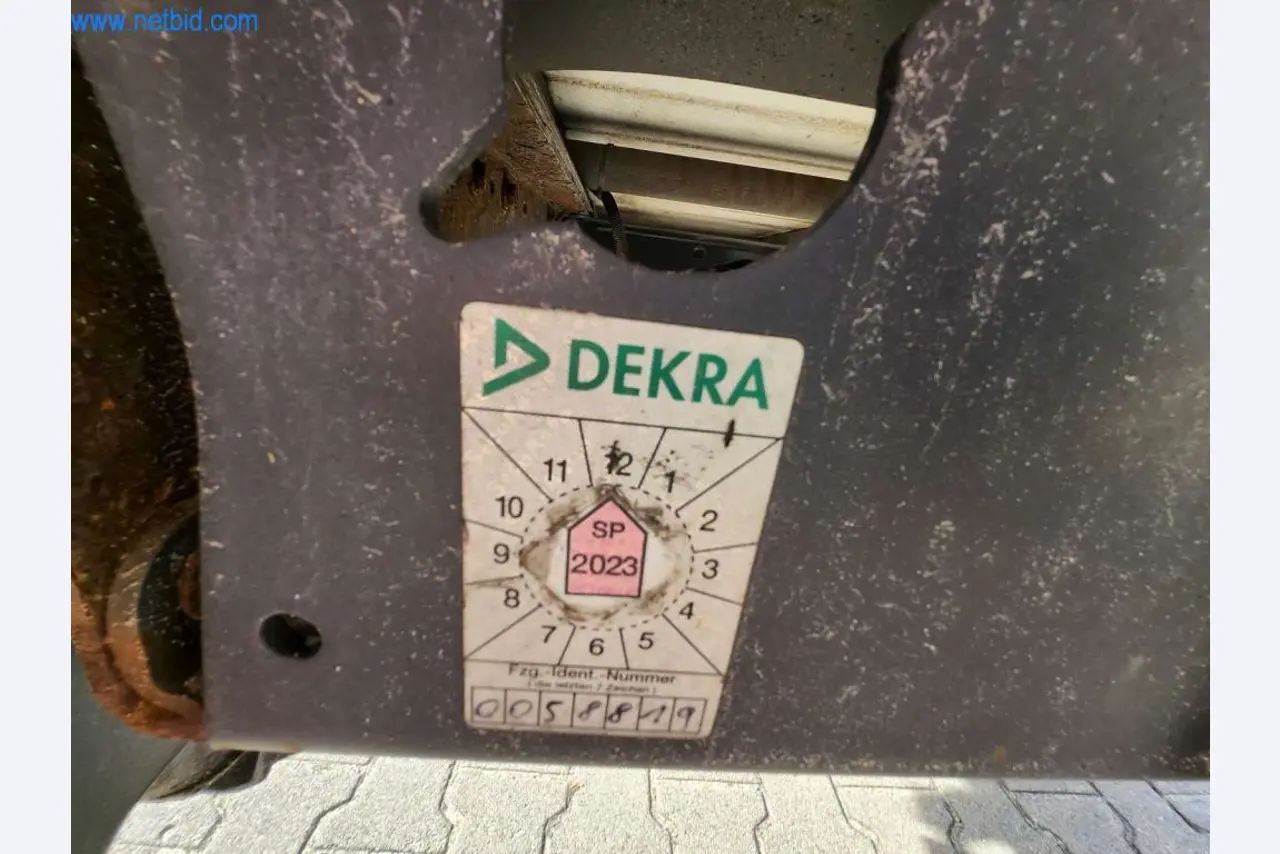 www.netbid.com
DEKRA
12
11
1
10
2
9
3
8
4
7
6
5
SP
2023
Fzg.-Ident.-Nummer
(die letzten 7 Zeichen)
0058819